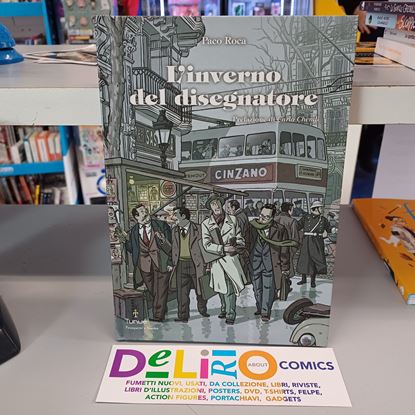 Paco Roca
L'inverno
del disegnatore
CINZANO
Tunué
DeLiRiO ABOUT COMICS
FUMETTI NUOVI, USATI, DA COLLEZIONE, LIBRI, RIVISTE,
LIBRI D'ILLUSTRAZIONI, POSTERS, DVD, T-SHIRTS, FELPE,
ACTION FIGURES, PORTACHIAVI, GADGETS